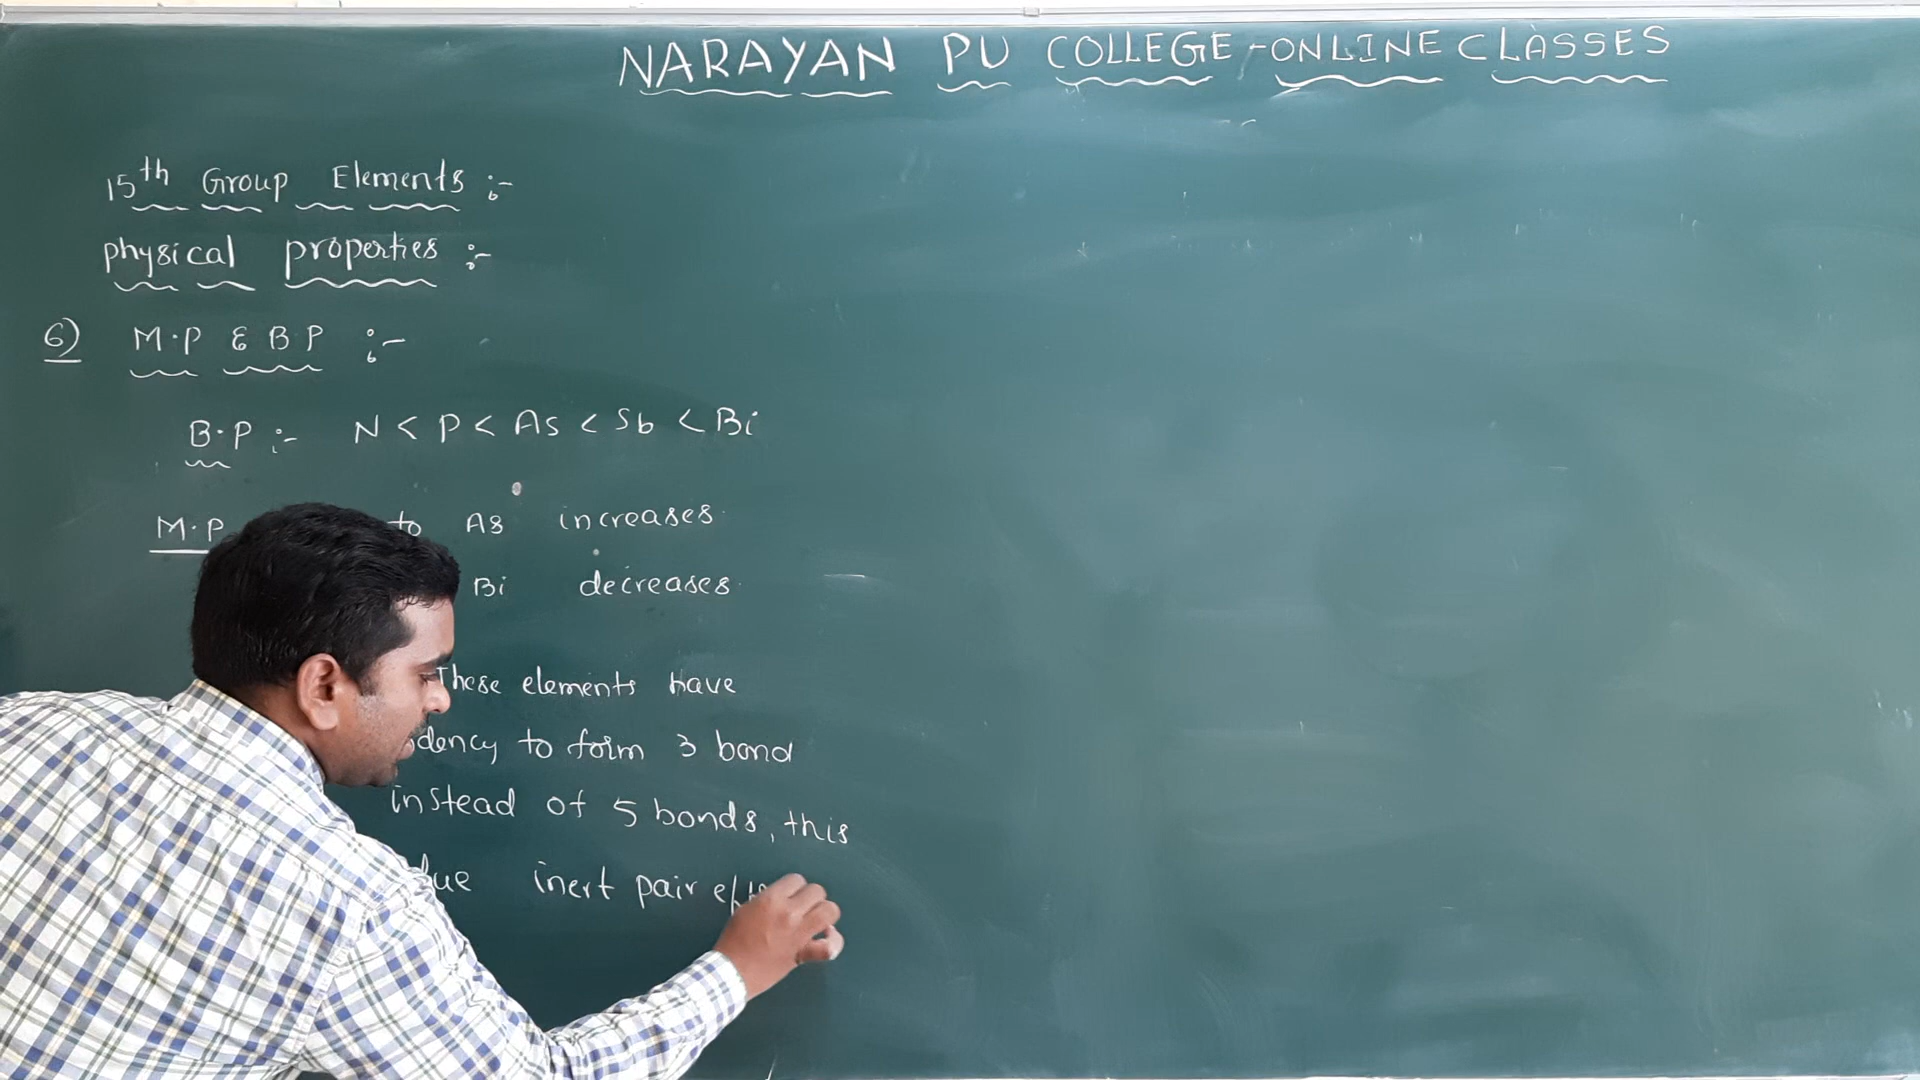 NARAYAN PU COLLEGE - ONLINE CLASSES
15th Group Elements :-
physical properties :-
6) M.P & B.P :-
B.P :- N < P < As < Sb < Bi
M.P to As increases
Bi decreases
These elements have
to form 3 bond
instead of 5 bonds, this
due inert pair